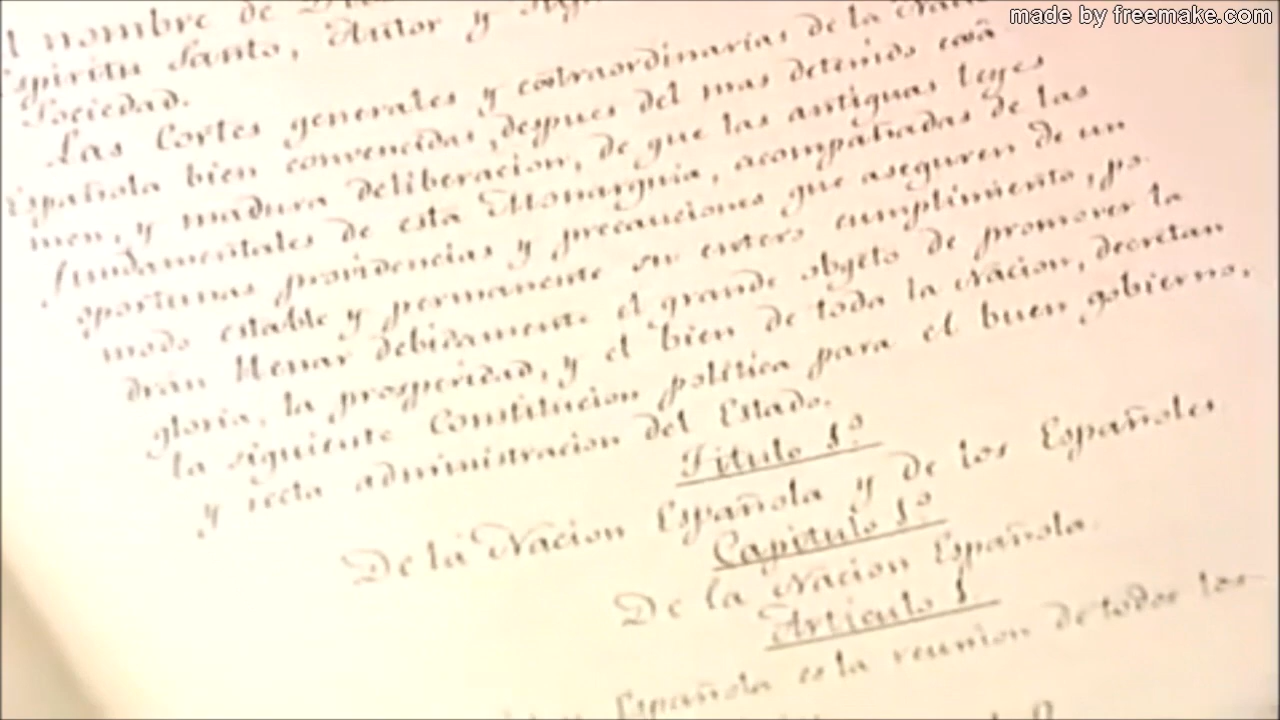 made by freemake.com
l nombre de
Espiritu Santo, Autor y
Sociedad.
Las Cortes generales y extraordinarias de la Nacion
Española bien convencidas, despues del mas detenido exâ-
men, y madura deliberacion, de que las antiguas leyes
fundamentales de esta Monarquia, acompañadas de las
oportunas providencias y precauciones que aseguren de un
modo estable y permanente su entero cumplimiento, po-
drán llenar debidamente el grande objeto de promover la
gloria, la prosperidad, y el bien de toda la Nacion, decretan
la siguiente Constitucion política para el buen gobierno,
y recta administracion del Estado.
Titulo 1º
De la Nacion Española y de los Españoles
Capitulo 1º
De la Nacion Española.
Articulo 1
Española es la reunion de todos los